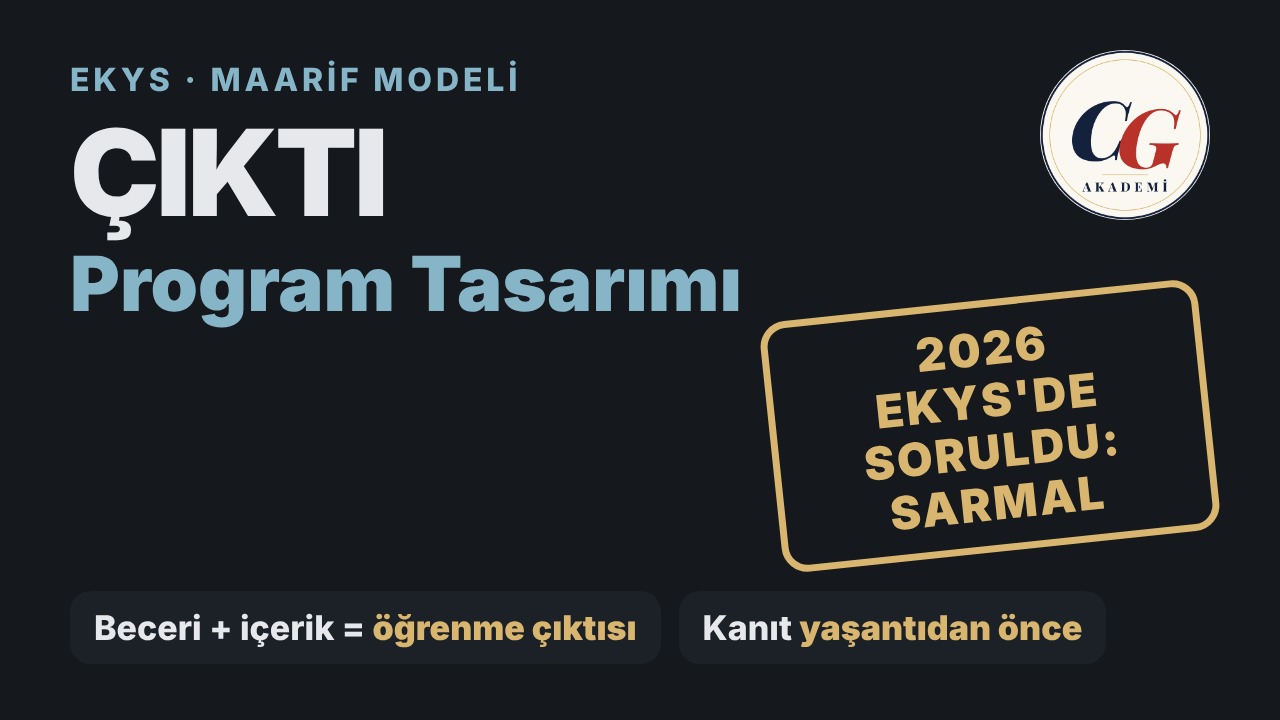 EKYS · MAARİF MODELİ
ÇIKTI
Program Tasarımı
CG
AKADEMİ
2026
EKYS'DE
SORULDU:
SARMAL
Beceri + içerik = öğrenme çıktısı
Kanıt yaşantıdan önce